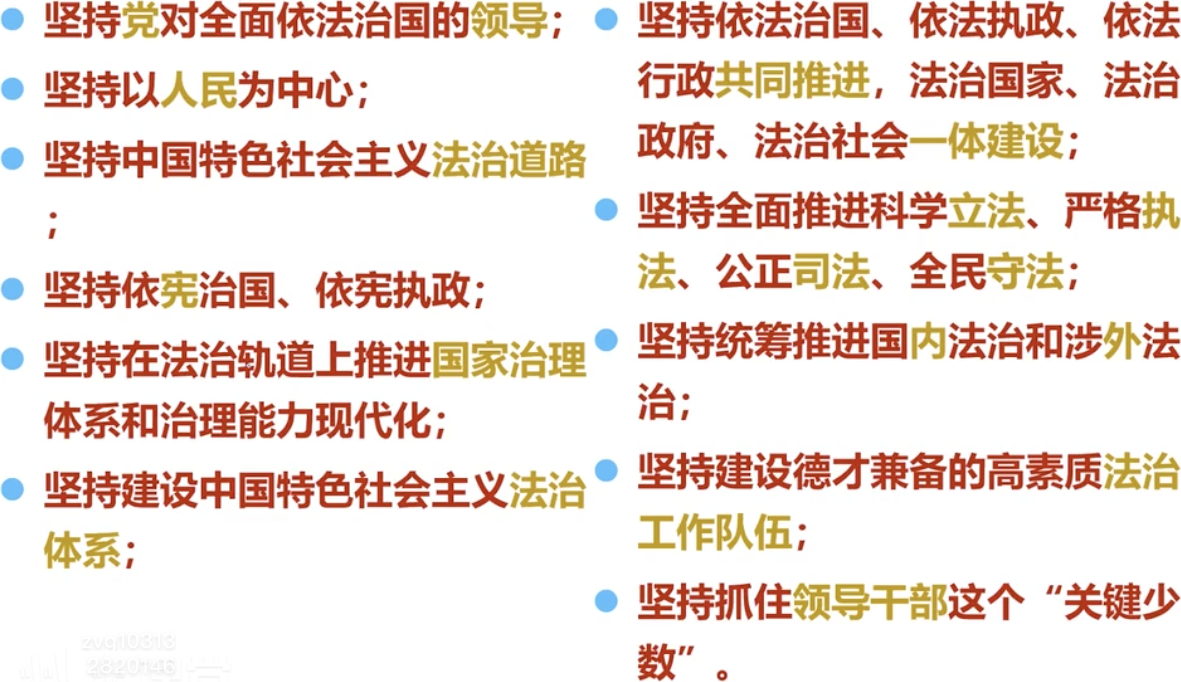 坚持党对全面依法治国的领导；
坚持以人民为中心；
坚持中国特色社会主义法治道路
；
坚持依宪治国、依宪执政；
坚持在法治轨道上推进国家治理
体系和治理能力现代化；
坚持建设中国特色社会主义法治
体系；
坚持依法治国、依法执政、依法
行政共同推进，法治国家、法治
政府、法治社会一体建设；
坚持全面推进科学立法、严格执
法、公正司法、全民守法；
坚持统筹推进国内法治和涉外法
治；
坚持建设德才兼备的高素质法治
工作队伍；
坚持抓住领导干部这个“关键少
数”。
zvq10313
2820146